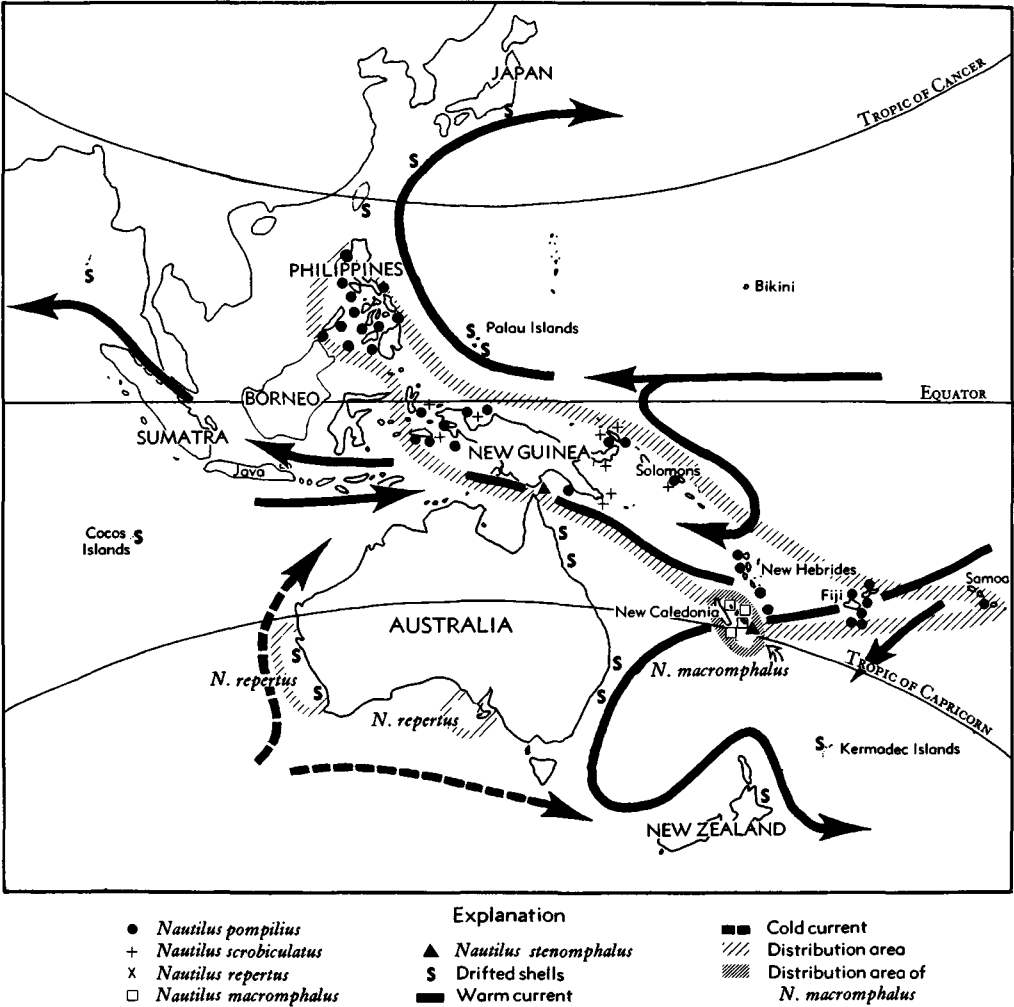 JAPAN
TROPIC OF CANCER
S
S
S
S
PHILIPPINES
Bikini
S
S
Palau Islands
EQUATOR
BORNEO
SUMATRA
NEW GUINEA
Java
Solomons
Cocos
Islands
S
S
S
New Hebrides
Samoa
Fiji
New Caledonia
AUSTRALIA
S
S
N. macromphalus
N. repertus
TROPIC OF CAPRICORN
S
S
N. repertus
S
Kermadec Islands
S
NEW ZEALAND
Explanation
Nautilus pompilius
Nautilus scrobiculatus
Nautilus repertus
Nautilus macromphalus
Nautilus stenomphalus
S Drifted shells
Warm current
Cold current
Distribution area
Distribution area of
N. macromphalus